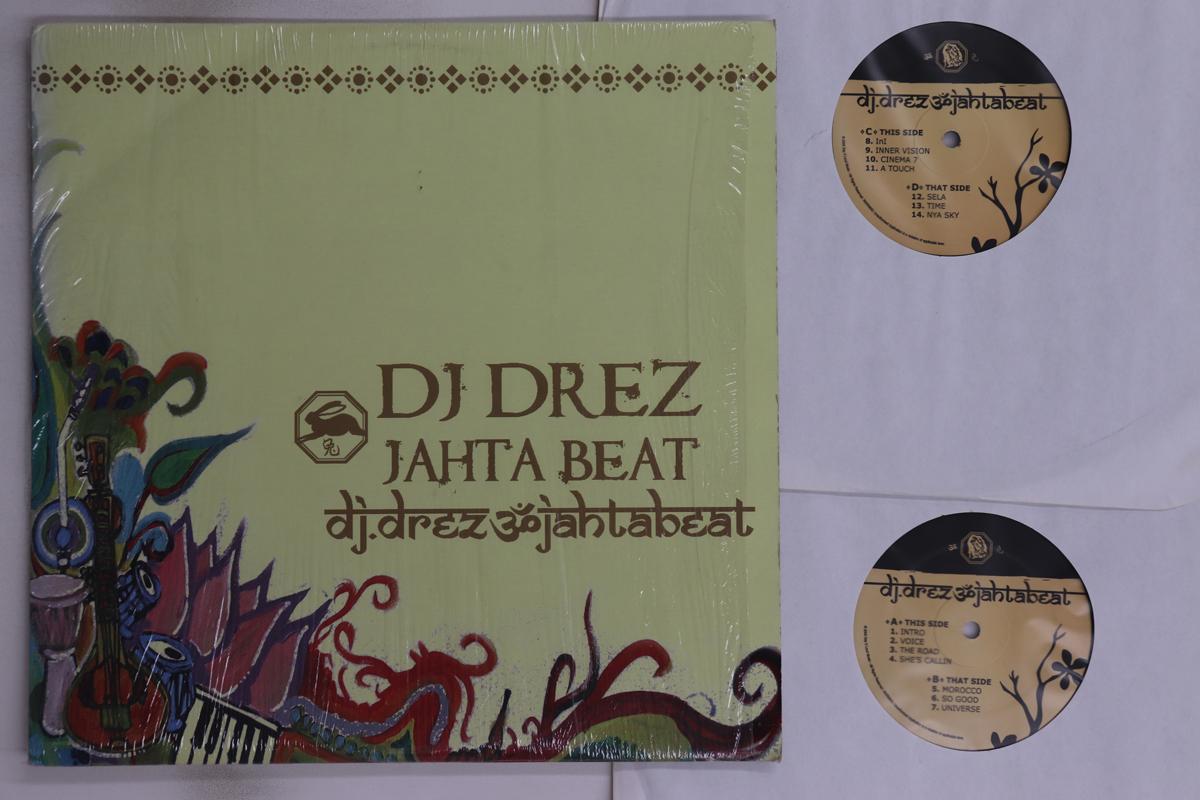 DJ DREZ
JAHTA BEAT
兔
dj.drez ॐ jahtabeat
dj.drez ॐ jahtabeat
•C• THIS SIDE
8. InI
9. INNER VISION
10. CINEMA 7
11. A TOUCH
•D• THAT SIDE
12. SELA
13. TIME
14. NYA SKY
dj.drez ॐ jahtabeat
•A• THIS SIDE
1. INTRO
2. VOICE
3. THE ROAD
4. SHE'S CALLIN
•B• THAT SIDE
5. MOROCCO
6. SO GOOD
7. UNIVERSE